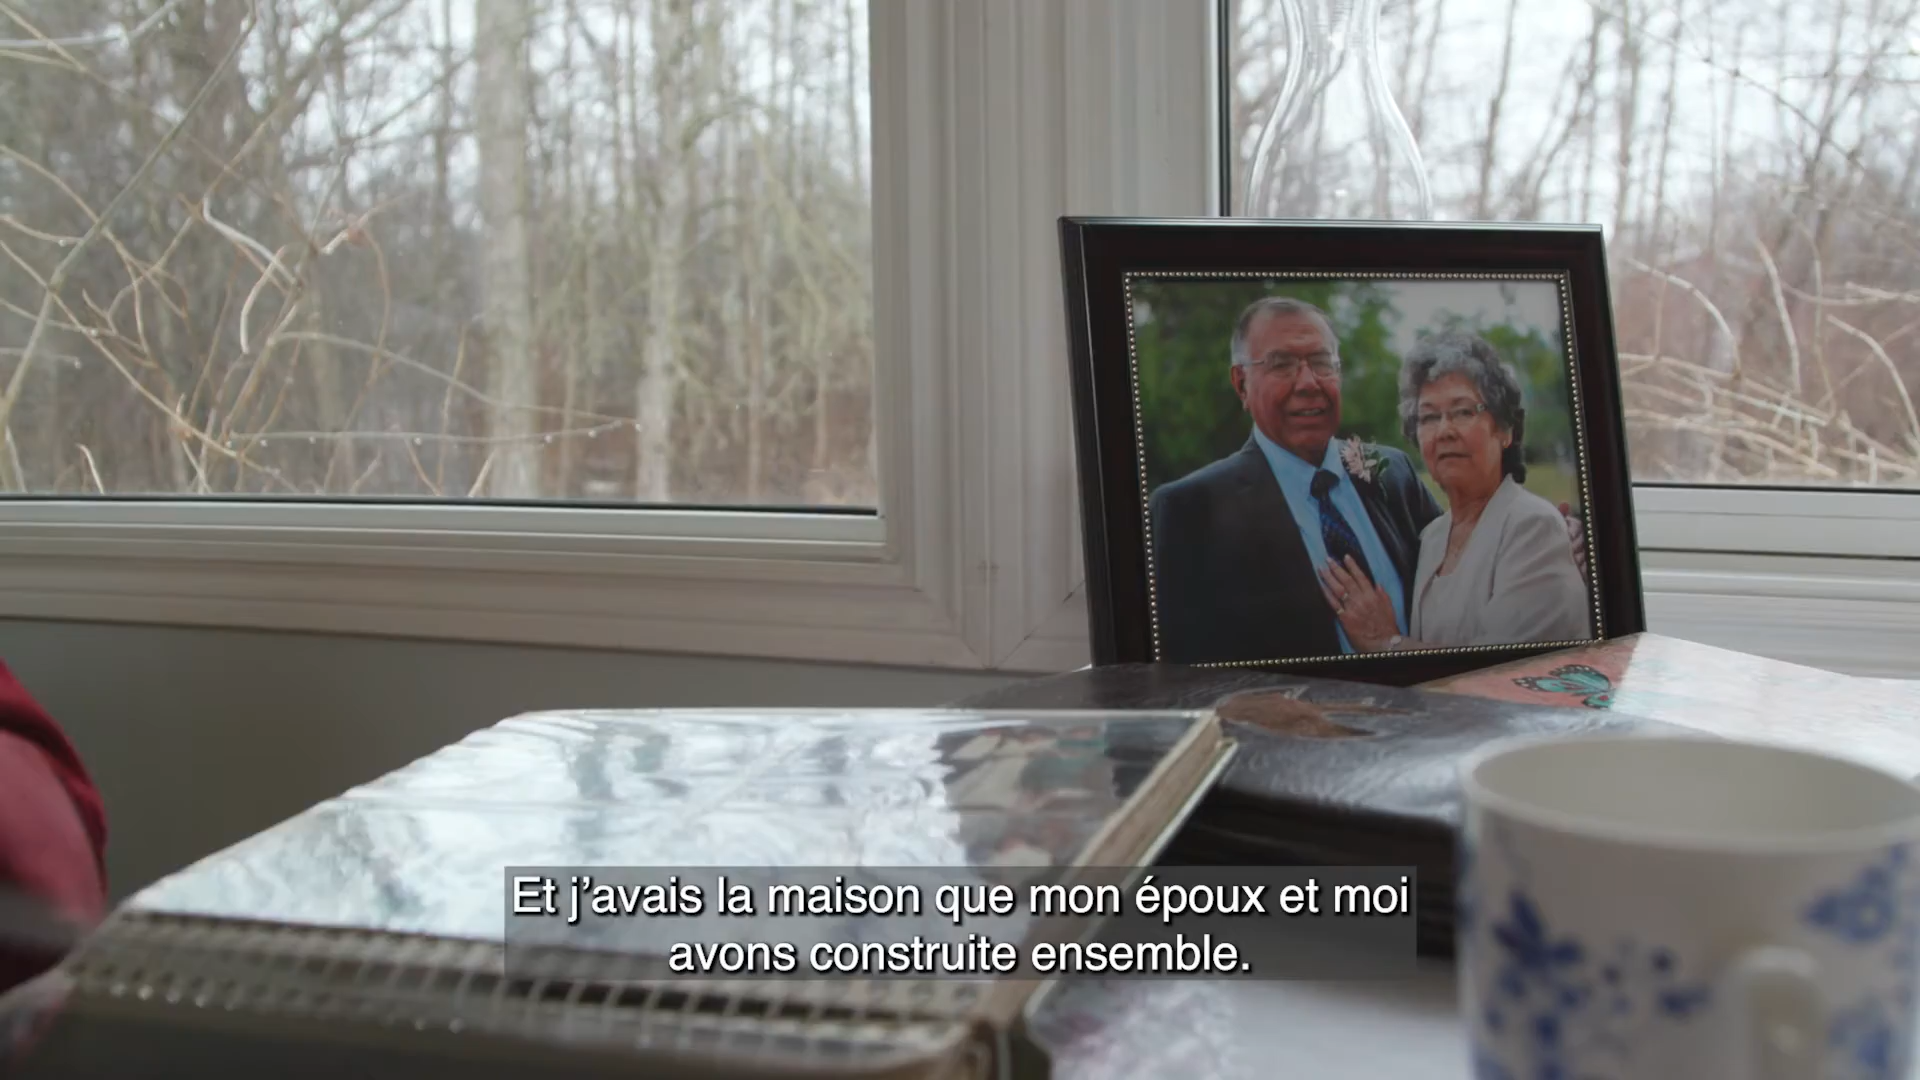 Et j’avais la maison que mon époux et moi
avons construite ensemble.